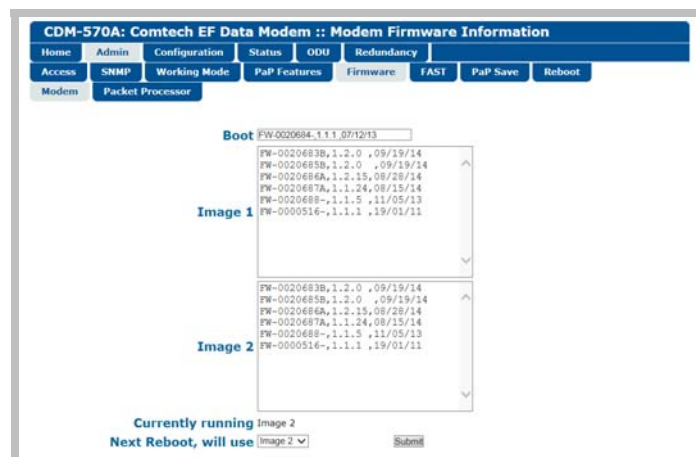 CDM-570A: Comtech EF Data Modem :: Modem Firmware Information
Home Admin Configuration Status ODU Redundancy
Access SNMP Working Mode PaP Features Firmware FAST PaP Save Reboot
Modem Packet Processor
Boot FW-0020684-,1.1.1 ,07/12/13
FW-0020683B,1.2.0 ,09/19/14
FW-0020685B,1.2.0  ,09/19/14
FW-0020686A,1.2.15,08/28/14
FW-0020687A,1.1.24,08/15/14
FW-0020688-,1.1.5 ,11/05/13
FW-0000516-,1.1.1 ,19/01/11
Image 1
FW-0020683B,1.2.0 ,09/19/14
FW-0020685B,1.2.0  ,09/19/14
FW-0020686A,1.2.15,08/28/14
FW-0020687A,1.1.24,08/15/14
FW-0020688-,1.1.5 ,11/05/13
FW-0000516-,1.1.1 ,19/01/11
Image 2
Currently running Image 2
Next Reboot, will use Image 2 Submit